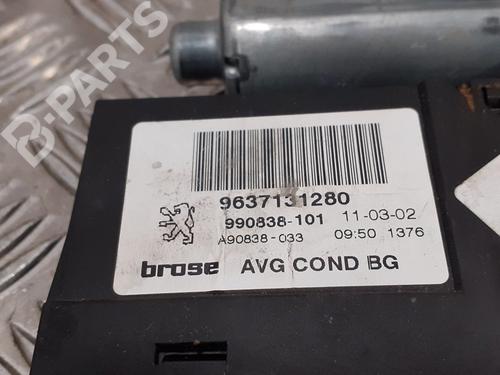 B-PARTS
9637131280
990838-101 11-03-02
A90838-033 09:50 1376
brose AVG COND BG